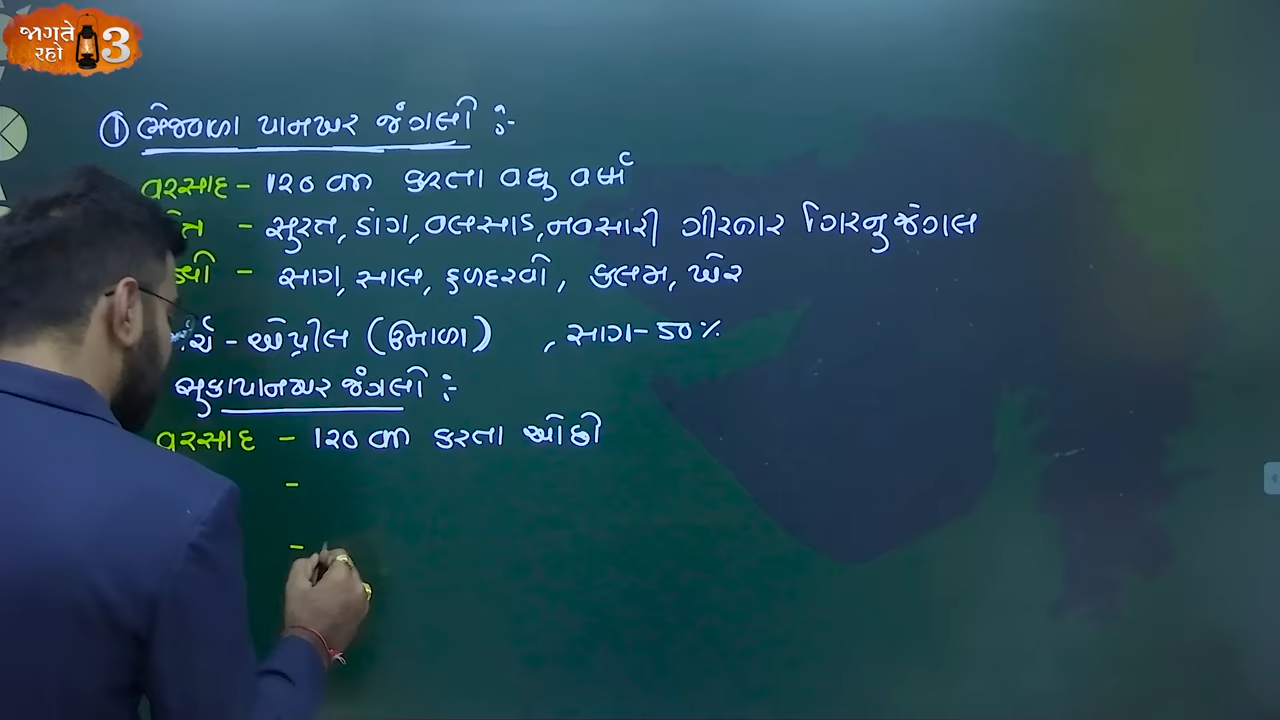 જાગતે
રહો 3
① ભેજવાળા પાનખર જંગલો :-
વરસાદ - 120 cm કરતા વધુ વર્ષા
- સુરત, ડાંગ, વલસાડ, નવસારી ગીરનાર ગિરનુ જંગલ
- સાગ, સાલ, હળદરવો, કલમ, ખેર
ર્ચ - એપ્રીલ (ઉનાળા) , સાગ - 50%
સુકા પાનખર જંગલો :-
વરસાદ - 120 cm કરતા ઓછો
-
-